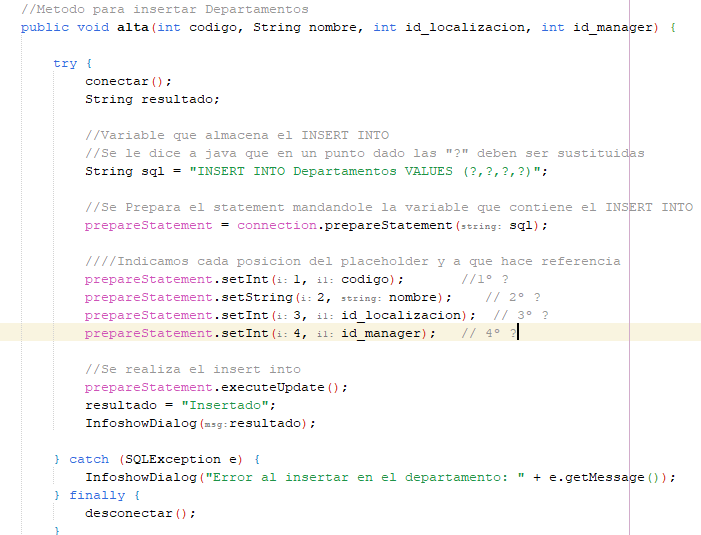 //Metodo para insertar Departamentos
public void alta(int codigo, String nombre, int id_localizacion, int id_manager) {
try {
conectar();
String resultado;
//Variable que almacena el INSERT INTO
//Se le dice a java que en un punto dado las "?" deben ser sustituidas
String sql = "INSERT INTO Departamentos VALUES (?,?,?,?)";
//Se Prepara el statement mandandole la variable que contiene el INSERT INTO
prepareStatement = connection.prepareStatement(string: sql);
////Indicamos cada posicion del placeholder y a que hace referencia
prepareStatement.setInt(i: 1, i1: codigo); //1º ?
prepareStatement.setString(i: 2, string: nombre); // 2º ?
prepareStatement.setInt(i: 3, i1: id_localizacion); // 3º ?
prepareStatement.setInt(i: 4, i1: id_manager); // 4º ?
//Se realiza el insert into
prepareStatement.executeUpdate();
resultado = "Insertado";
InfoshowDialog(msg:resultado);
} catch (SQLException e) {
InfoshowDialog("Error al insertar en el departamento: " + e.getMessage());
} finally {
desconectar();
}